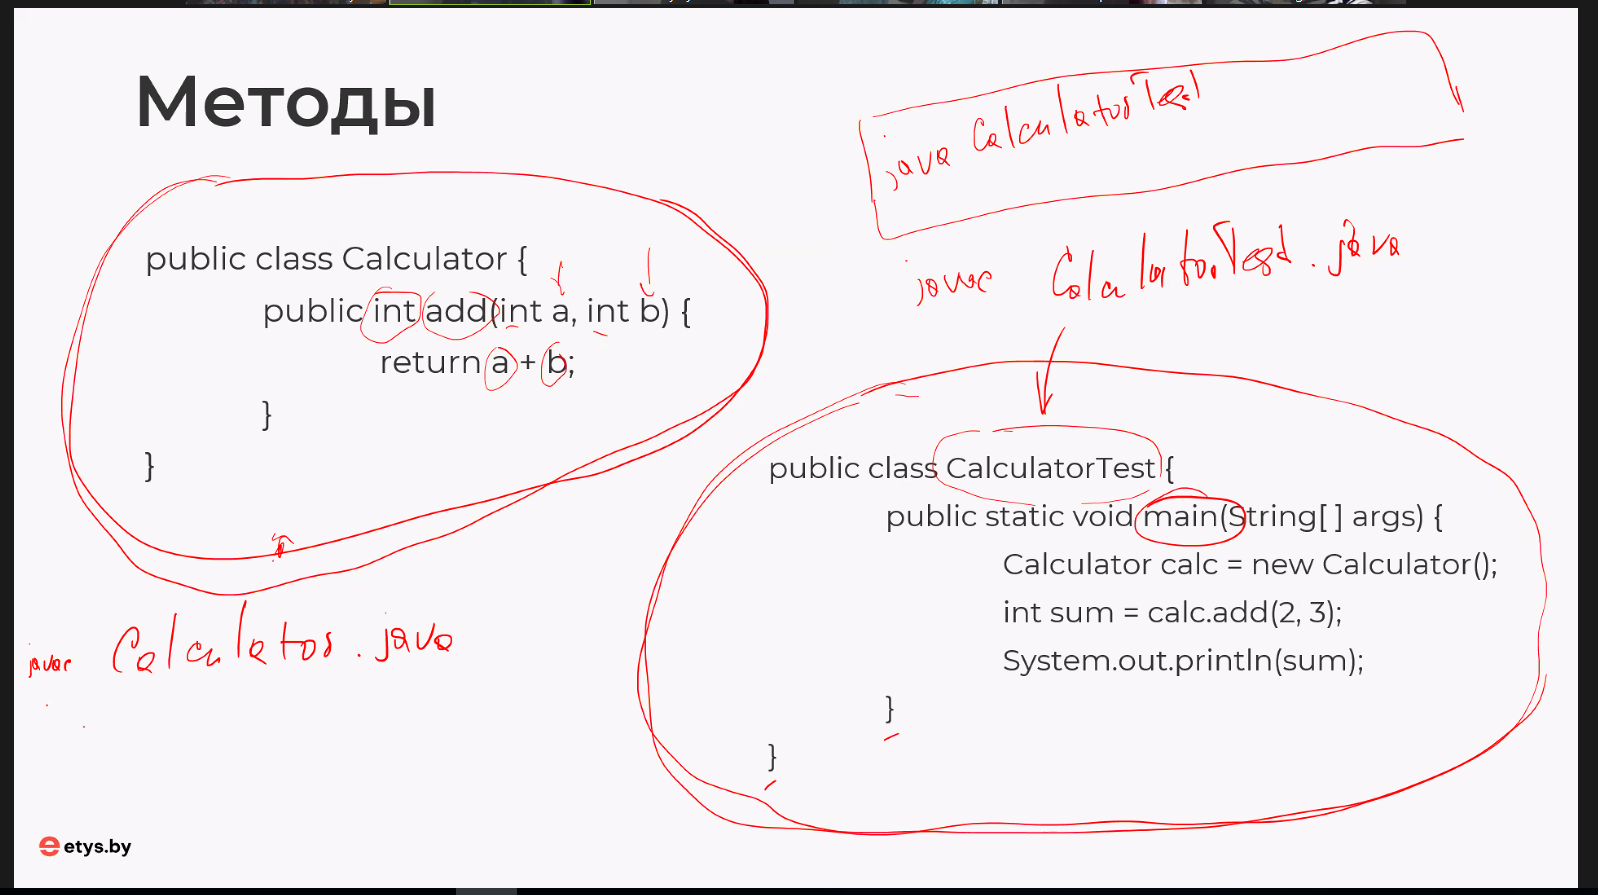 Методы
java CalculatorTest
javac CalculatorTest.java
public class Calculator {
public int add(int a, int b) {
return a + b;
}
}
javac Calculator.java
public class CalculatorTest {
public static void main(String[ ] args) {
Calculator calc = new Calculator();
int sum = calc.add(2, 3);
System.out.println(sum);
}
}
etys.by